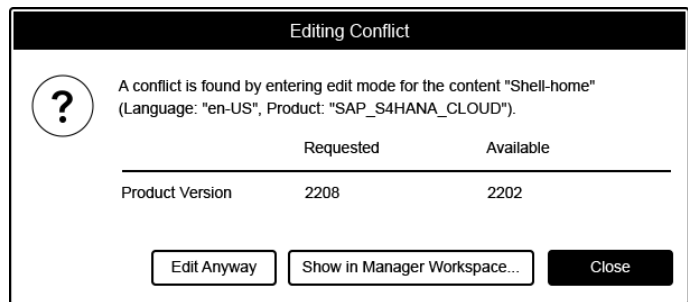 Editing Conflict
?
A conflict is found by entering edit mode for the content "Shell-home"
(Language: "en-US", Product: "SAP_S4HANA_CLOUD").
Requested Available
Product Version 2208 2202
Edit Anyway Show in Manager Workspace... Close